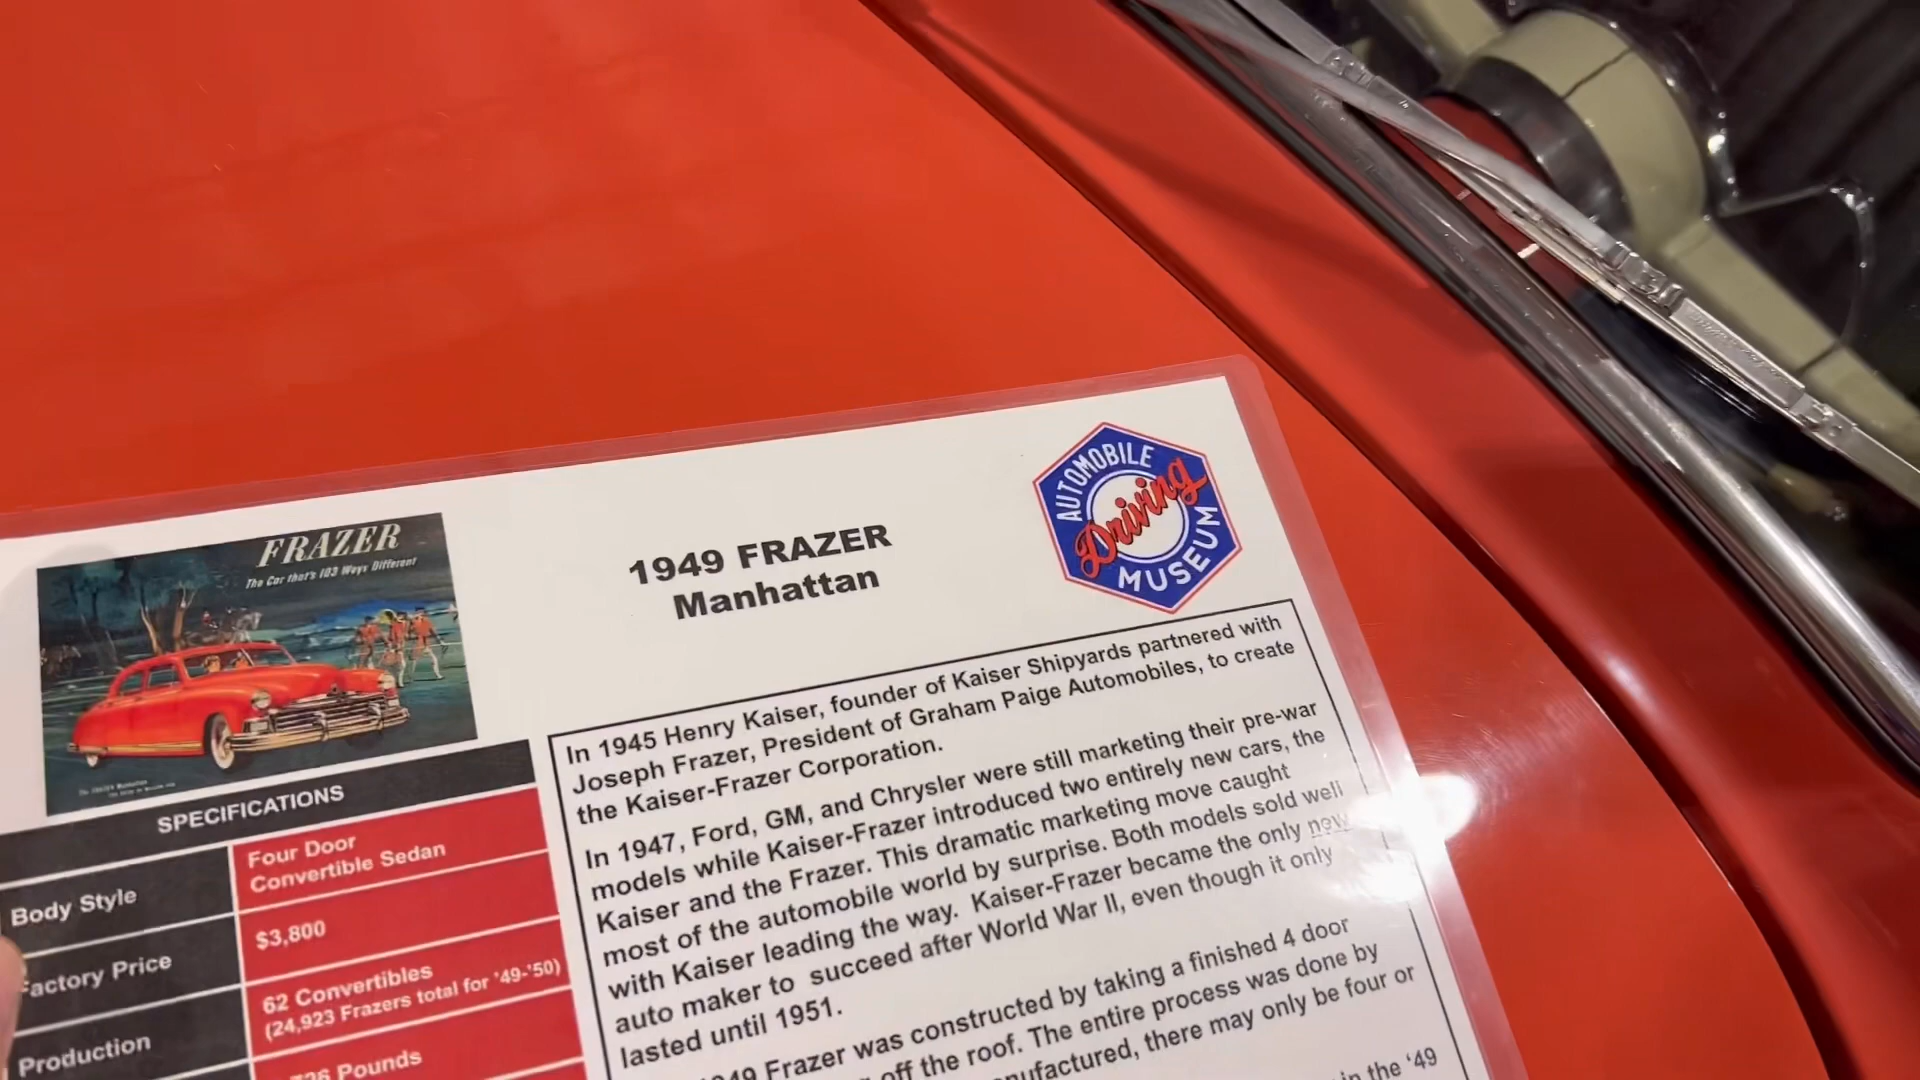 FRAZER
The Car that's 103 Ways Different
1949 FRAZER
Manhattan
AUTOMOBILE
Driving
MUSEUM
SPECIFICATIONS
Body Style
Four Door
Convertible Sedan
Factory Price
$3,800
Production
62 Convertibles
(24,923 Frazers total for '49-'50)
Pounds
In 1945 Henry Kaiser, founder of Kaiser Shipyards partnered with
Joseph Frazer, President of Graham Paige Automobiles, to create
the Kaiser-Frazer Corporation.
In 1947, Ford, GM, and Chrysler were still marketing their pre-war
models while Kaiser-Frazer introduced two entirely new cars, the
Kaiser and the Frazer. This dramatic marketing move caught
most of the automobile world by surprise. Both models sold well
with Kaiser leading the way. Kaiser-Frazer became the only new
auto maker to succeed after World War II, even though it only
lasted until 1951.
Frazer was constructed by taking a finished 4 door
off the roof. The entire process was done by
there may only be four or
in the '49